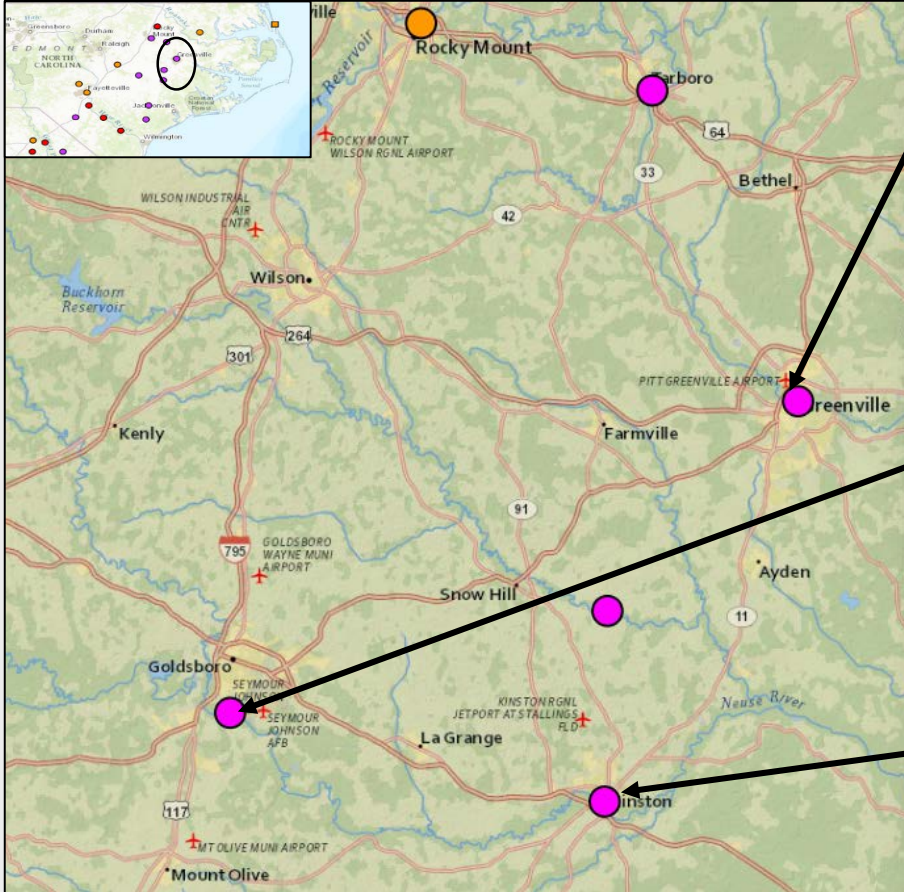 Greensboro
Durham
Raleigh
NORTH
CAROLINA
Fayetteville
Wilmington
ville
Rocky Mount
Reservoir
Tarboro
ROCKY MOUNT
WILSON RGNL AIRPORT
64
33
Bethel
WILSON INDUSTRIAL
AIR
CNTR
42
Wilson
Buckhorn
Reservoir
264
301
PITT GREENVILLE AIRPORT
reenville
Kenly
Farmville
91
795
GOLDSBORO
WAYNE MUNI
AIRPORT
Ayden
Snow Hill
11
Goldsboro
SEYMOUR
JOHNSON
SEYMOUR
JOHNSON
AFB
KINSTON RGNL
JETPORT AT STALLINGS
FLD
Neuse River
La Grange
inston
117
MT OLIVE MUNI AIRPORT
Mount Olive